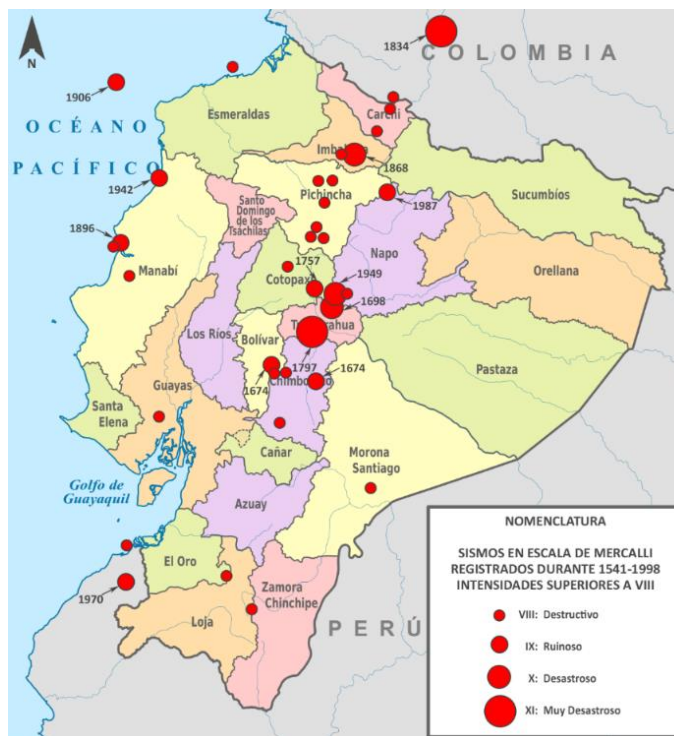 1834
COLOMBIA
N
1906
Esmeraldas
Carchi
OCÉANO
PACÍFICO
1868
1942
Pichincha
Sucumbíos
Santo
Domingo
de los
Tsáchilas
1987
1896
Napo
Manabí
1757
1949
Orellana
Cotopaxi
1698
Los Ríos
Bolívar
Pastaza
1797
1674
1674
Guayas
Santa
Elena
Cañar
Morona
Santiago
Golfo de
Guayaquil
Azuay
El Oro
1970
Zamora
Chinchipe
Loja
PERÚ
NOMENCLATURA
SISMOS EN ESCALA DE MERCALLI
REGISTRADOS DURANTE 1541-1998
INTENSIDADES SUPERIORES A VIII
VIII: Destructivo
IX: Ruinoso
X: Desastroso
XI: Muy Desastroso